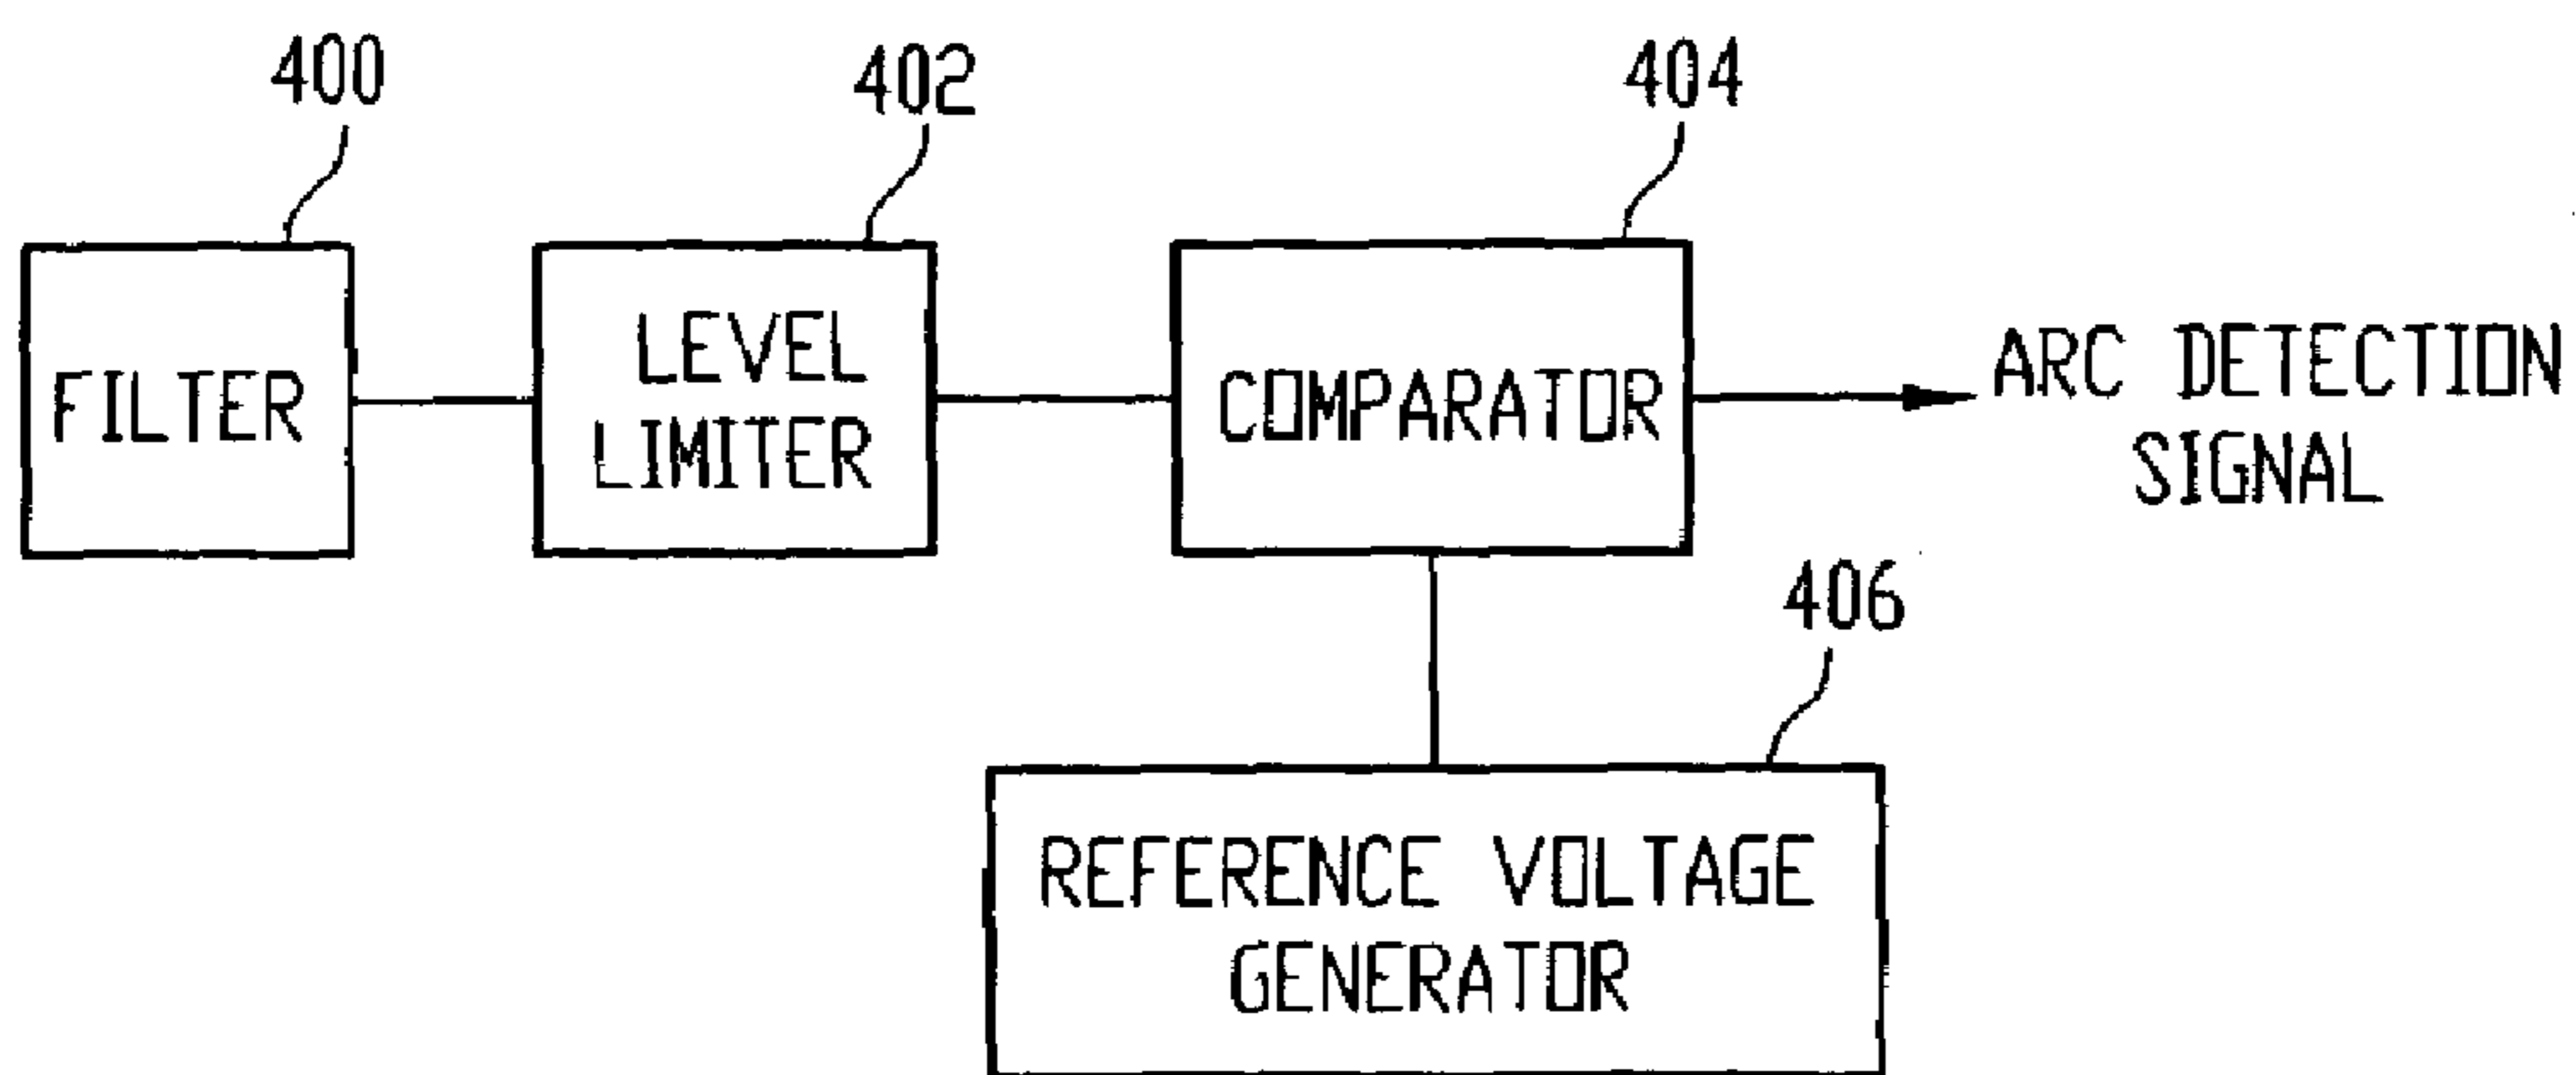 400
402
404
FILTER
LEVEL
LIMITER
COMPARATOR
ARC DETECTION
SIGNAL
406
REFERENCE VOLTAGE
GENERATOR